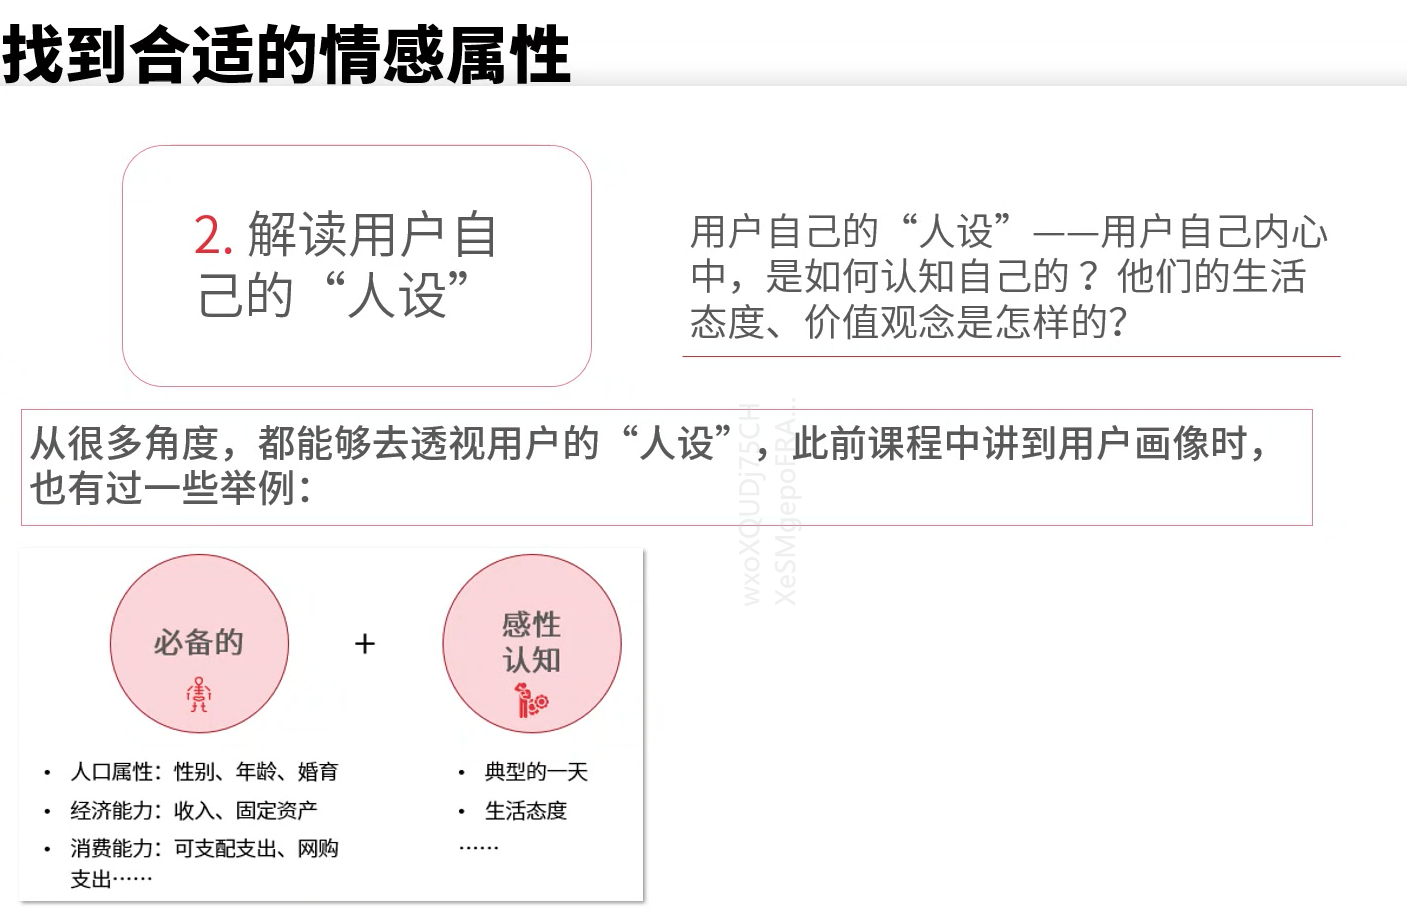 找到合适的情感属性
2. 解读用户自
己的“人设”
用户自己的“人设”——用户自己内心
中，是如何认知自己的？他们的生活
态度、价值观念是怎样的?
从很多角度，都能够去透视用户的“人设”，此前课程中讲到用户画像时，
也有过一些举例：
必备的
+
感性
认知
• 人口属性：性别、年龄、婚育
• 经济能力：收入、固定资产
• 消费能力：可支配支出、网购
支出……
• 典型的一天
• 生活态度
……
wxoXQUDj75CH
XeSMgepoFRA...